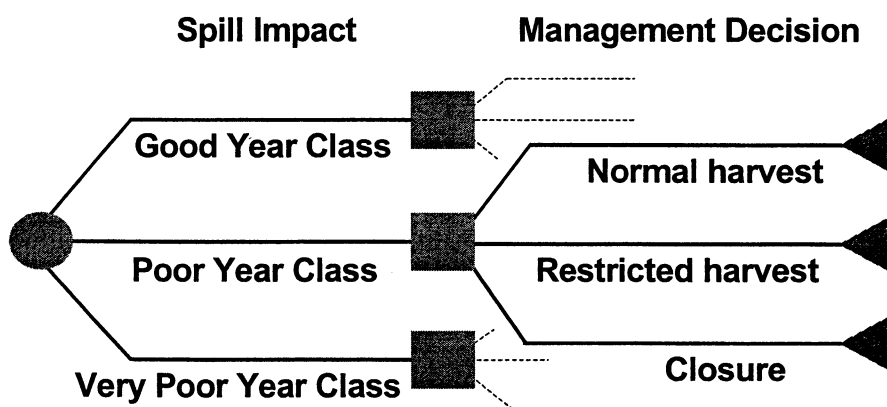 Spill Impact
Management Decision
Good Year Class
Normal harvest
Poor Year Class
Restricted harvest
Very Poor Year Class
Closure